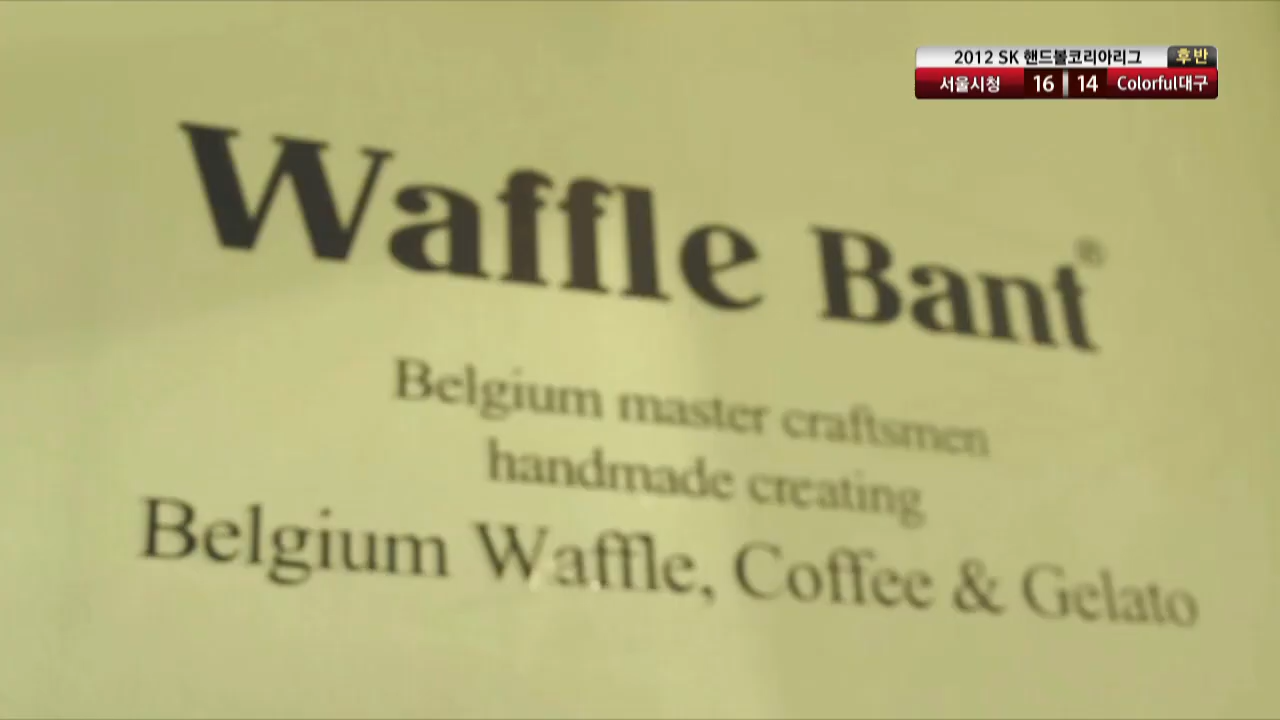 2012 SK 핸드볼코리아리그 후반
서울시청 16 14 Colorful대구
Waffle Bant®
Belgium master craftsmen
handmade creating
Belgium Waffle, Coffee & Gelato